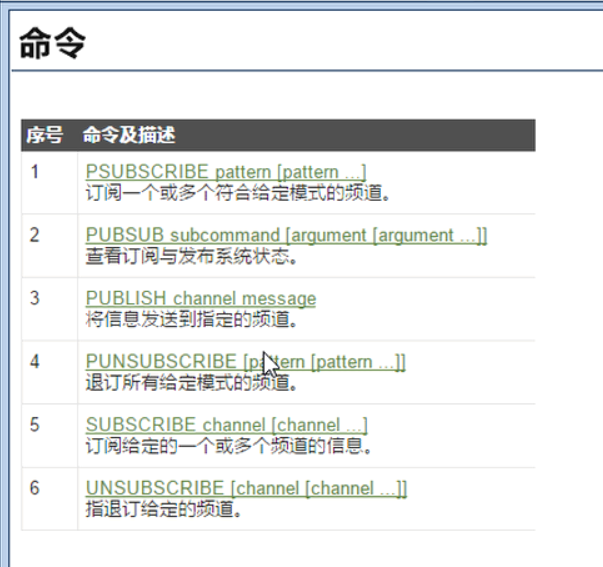 命令
序号 命令及描述
1 PSUBSCRIBE pattern [pattern ...]
订阅一个或多个符合给定模式的频道。
2 PUBSUB subcommand [argument [argument ...]]
查看订阅与发布系统状态。
3 PUBLISH channel message
将信息发送到指定的频道。
4 PUNSUBSCRIBE [pattern [pattern ...]]
退订所有给定模式的频道。
5 SUBSCRIBE channel [channel ...]
订阅给定的一个或多个频道的信息。
6 UNSUBSCRIBE [channel [channel ...]]
指退订给定的频道。